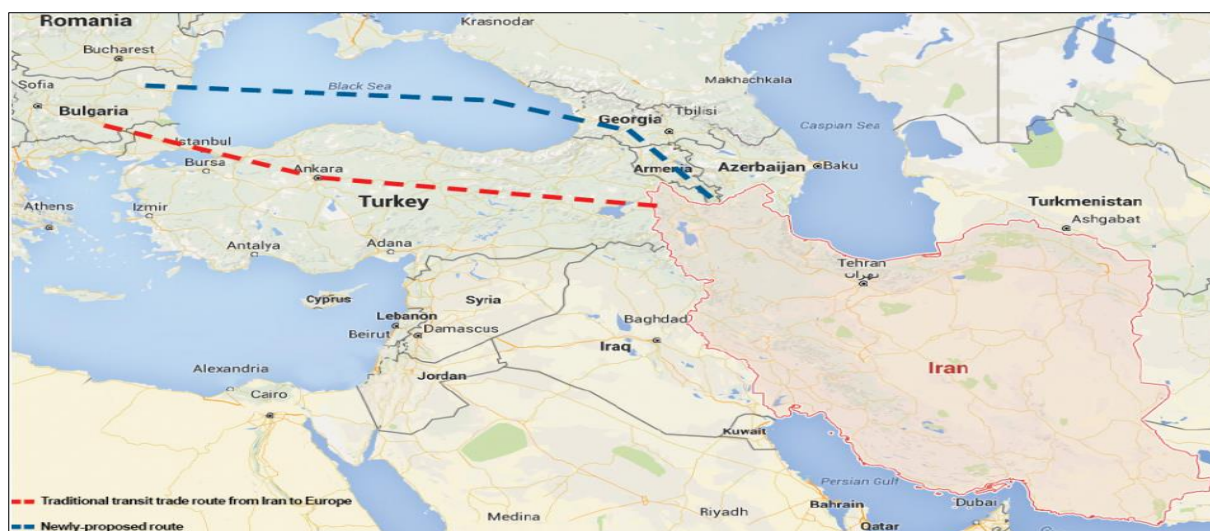 Romania
Krasnodar
Bucharest
Sofia
Black Sea
Makhachkala
Bulgaria
Tbilisi
Georgia
Caspian Sea
Istanbul
Bursa
Ankara
Armenia
Azerbaijan
Baku
Athens
Izmir
Turkey
Turkmenistan
Ashgabat
Antalya
Adana
Tehran
تهران
Cyprus
Syria
Lebanon
Beirut
Damascus
Baghdad
Iraq
Iran
Alexandria
Jordan
Cairo
Kuwait
Persian Gulf
Traditional transit trade route from Iran to Europe
Bahrain
Dubai
Medina
Riyadh
Newly-proposed route
Qatar